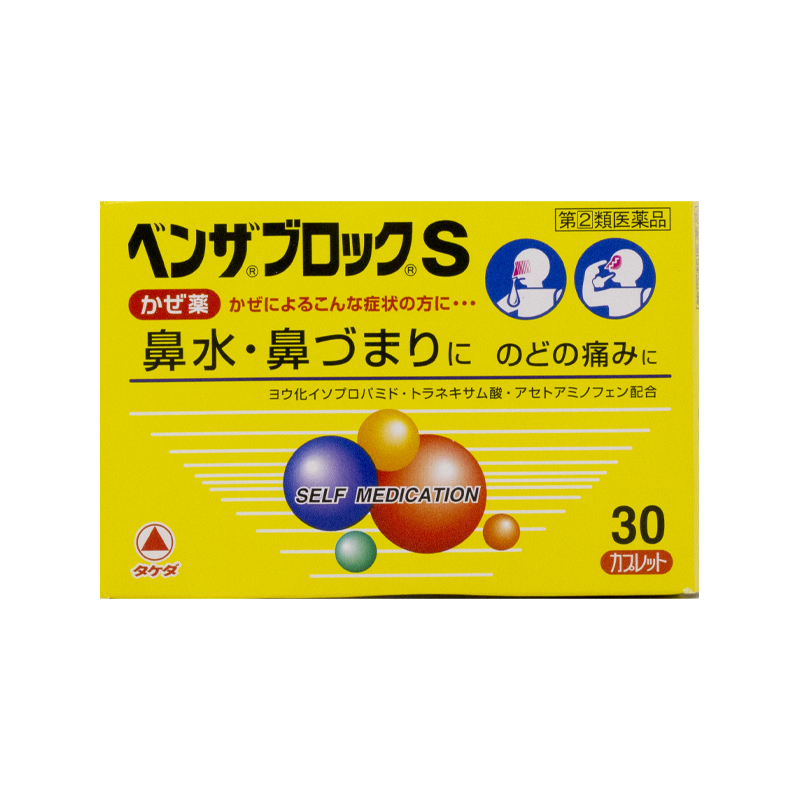 第②類医薬品
ベンザ®ブロック®S
かぜ薬 かぜによるこんな症状の方に・・・
鼻水・鼻づまりに のどの痛みに
ヨウ化イソプロパミド・トラネキサム酸・アセトアミノフェン配合
SELF MEDICATION
30
カプレット
タケダ